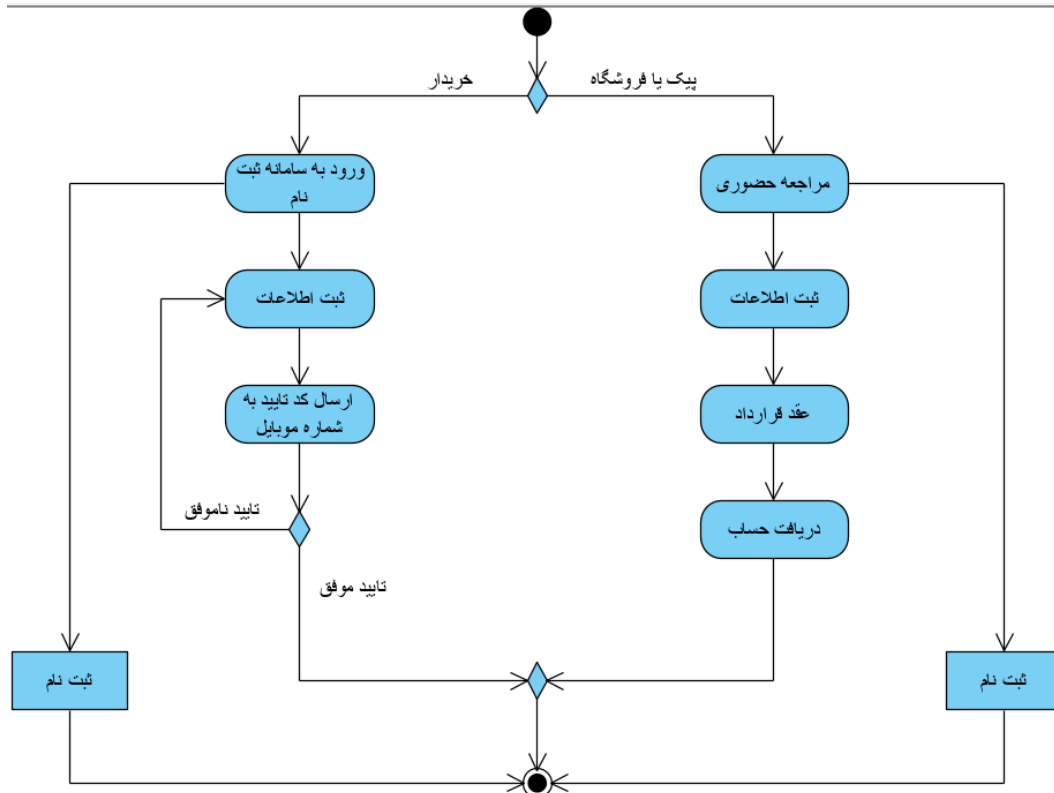 پیک یا فروشگاه
خریدار
مراجعه حضوری
ورود به سامانه ثبت
نام
ثبت اطلاعات
ثبت اطلاعات
عقد قرارداد
ارسال کد تایید به
شماره موبایل
دریافت حساب
تایید ناموفق
تایید موفق
ثبت نام
ثبت نام